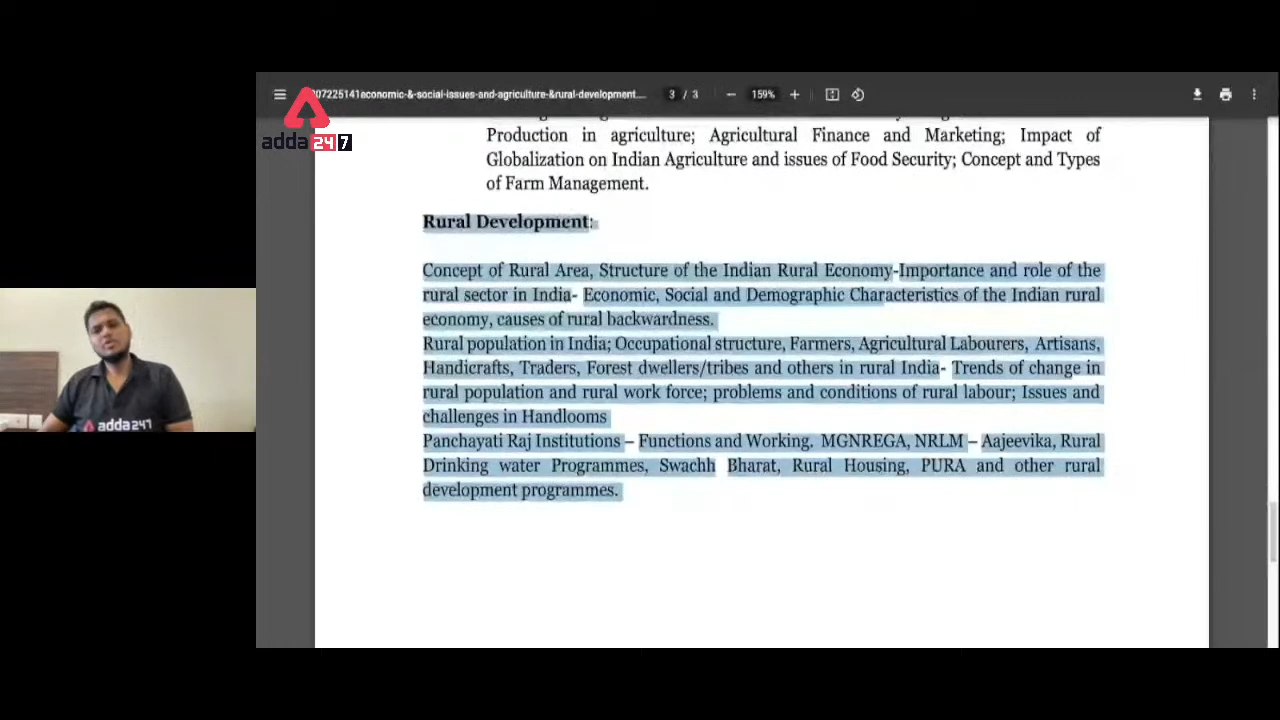 307225141economic-&-social-issues-and-agriculture-&rural-development...
3 / 3
159%
adda 247
Production in agriculture; Agricultural Finance and Marketing; Impact of
Globalization on Indian Agriculture and issues of Food Security; Concept and Types
of Farm Management.
Rural Development:
Concept of Rural Area, Structure of the Indian Rural Economy-Importance and role of the
rural sector in India- Economic, Social and Demographic Characteristics of the Indian rural
economy, causes of rural backwardness.
Rural population in India; Occupational structure, Farmers, Agricultural Labourers, Artisans,
Handicrafts, Traders, Forest dwellers/tribes and others in rural India- Trends of change in
rural population and rural work force; problems and conditions of rural labour; Issues and
challenges in Handlooms
Panchayati Raj Institutions – Functions and Working. MGNREGA, NRLM – Aajeevika, Rural
Drinking water Programmes, Swachh Bharat, Rural Housing, PURA and other rural
development programmes.
adda247